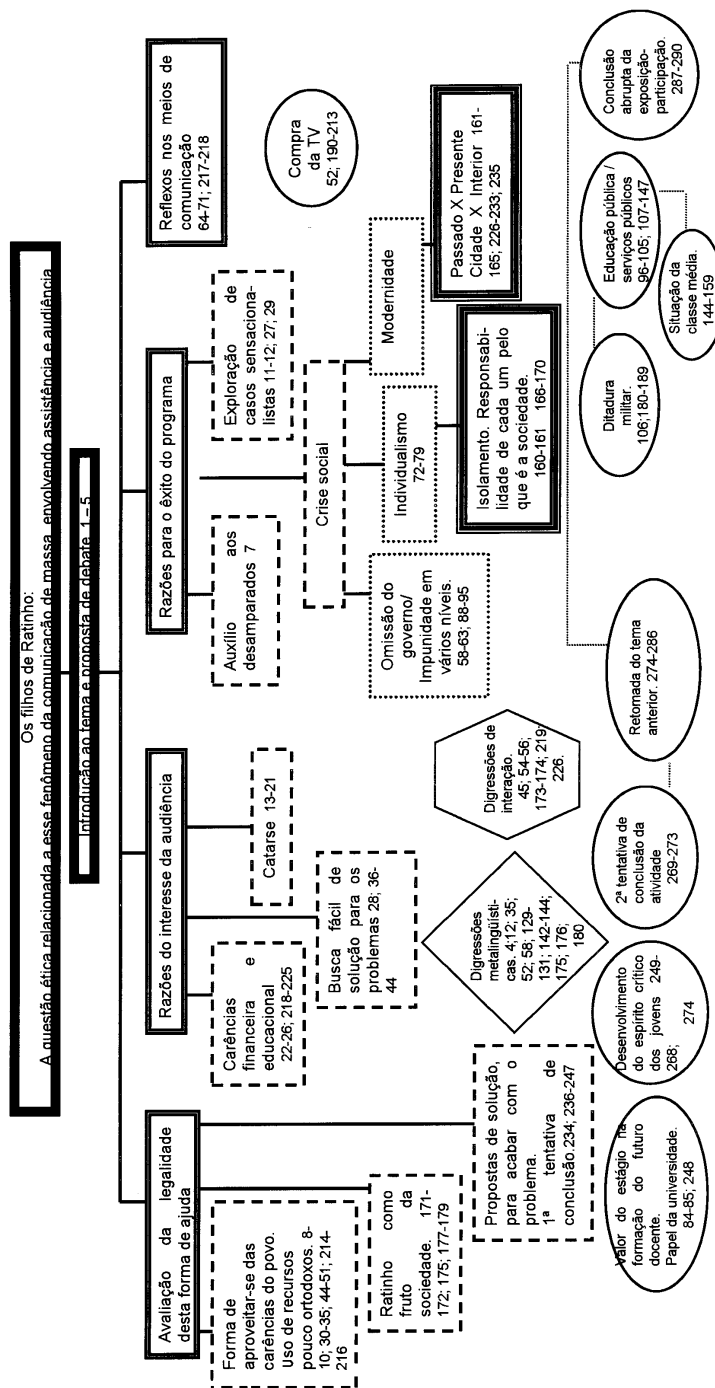 Os filhos de Ratinho:
A questão ética relacionada a esse fenômeno da comunicação de massa, envolvendo assistência e audiência
Introdução ao tema e proposta de debate 1 – 5
Avaliação da legalidade
desta forma de ajuda
Razões do interesse da audiência
Razões para o êxito do programa
Reflexos nos meios de
comunicação
64-71; 217-218
Forma de
aproveitar-se das
carências do povo.
Uso de recursos
pouco ortodoxos. 8-
10; 30-35; 44-51; 214-
216
Ratinho como
fruto da
sociedade. 171-
172; 175; 177-179
Propostas de solução,
para acabar com o
problema.
1ª tentativa de
conclusão.234; 236-247
Carências
financeira e
educacional
22-26; 218-225
Busca fácil de
solução para os
problemas 28; 36-
44
Catarse 13-21
Auxílio aos
desamparados 7
Exploração de
casos sensaciona-
listas 11-12; 27; 29
Crise social
Omissão do
governo/
Impunidade em
vários níveis.
58-63; 88-95
Individualismo
72-79
Modernidade
Isolamento. Responsabi-
lidade de cada um pelo
que é a sociedade.
160-161 166-170
Passado X Presente
Cidade X Interior 161-
165; 226-233; 235
Compra
da TV
52; 190-213
Digressões
metalingüísti-
cas. 4;12; 35;
52; 58; 129-
131; 142-144;
175; 176;
180
Digressões de
interação.
45; 54-56;
173-174; 219;
226.
Valor do estágio na
formação do futuro
docente.
Papel da universidade.
84-85; 248
Desenvolvimento
do espírito crítico
dos jovens 249-
268;
274
2ª tentativa de
conclusão da
atividade
269-273
Retomada do tema
anterior. 274-286
Ditadura
militar.
106;180-189
Educação pública /
serviços públicos
96-105; 107-147
Situação da
classe média.
144-159
Conclusão
abrupta da
exposição-
participação.
287-290